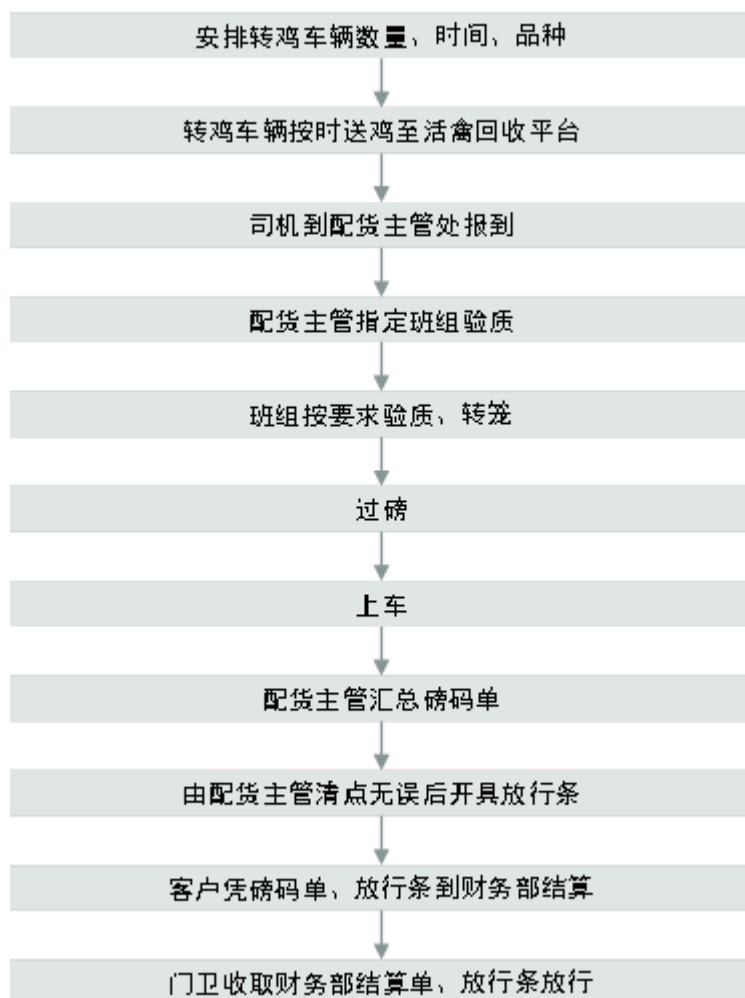 安排转鸡车辆数量、时间、品种
转鸡车辆按时送鸡至活禽回收平台
司机到配货主管处报到
配货主管指定班组验质
班组按要求验质、转笼
过磅
上车
配货主管汇总磅码单
由配货主管清点无误后开具放行条
客户凭磅码单、放行条到财务部结算
门卫收取财务部结算单、放行条放行